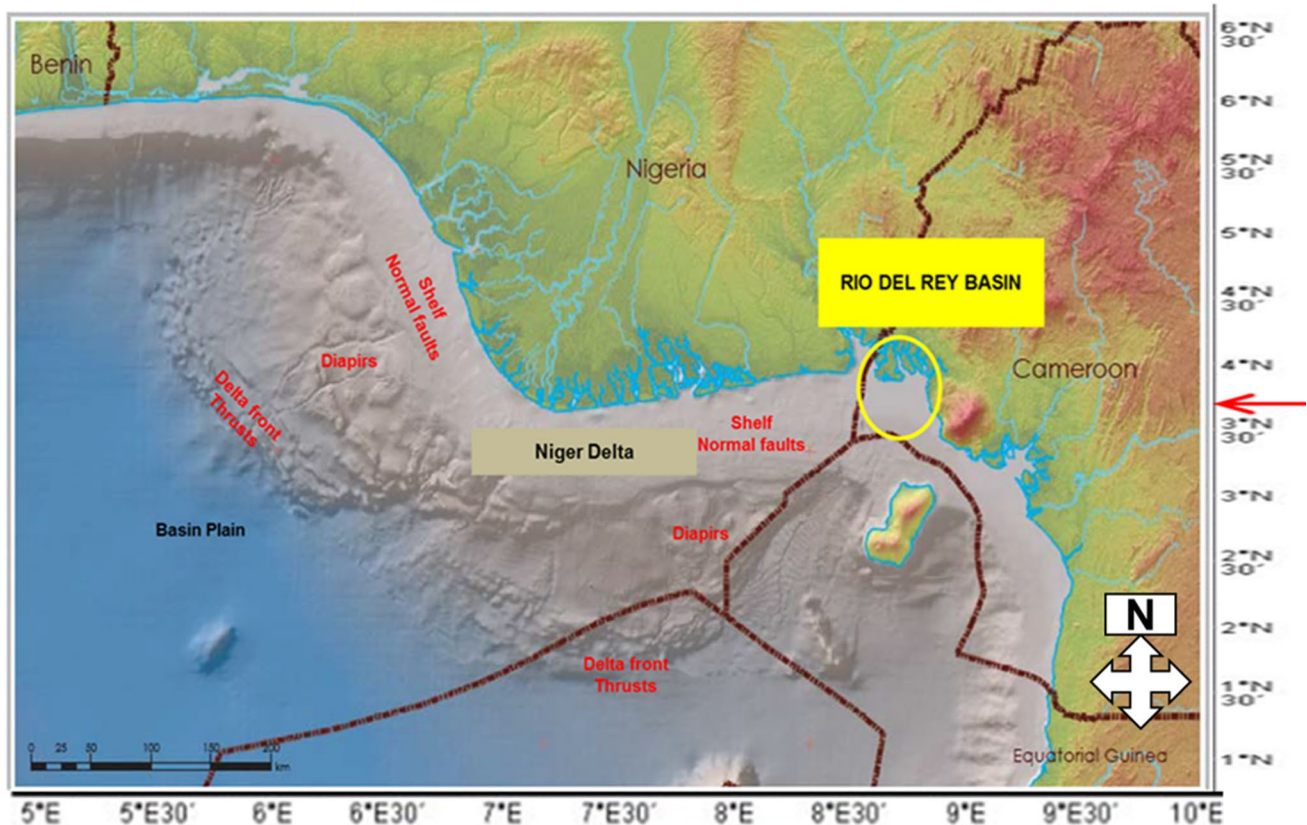 Benin
Nigeria
RIO DEL REY BASIN
Cameroon
Shelf
Normal faults
Diapirs
Delta front
Thrusts
Shelf
Normal faults
Niger Delta
Basin Plain
Diapirs
Delta front
Thrusts
N
Equatorial Guinea
0 25 50 100 150 200
km
6°N
30´
6°N
5°N
30´
5°N
4°N
30´
4°N
3°N
30´
3°N
2°N
30´
2°N
1°N
30´
1°N
5°E 5°E30´ 6°E 6°E30´ 7°E 7°E30´ 8°E 8°E30´ 9°E 9°E30´ 10°E